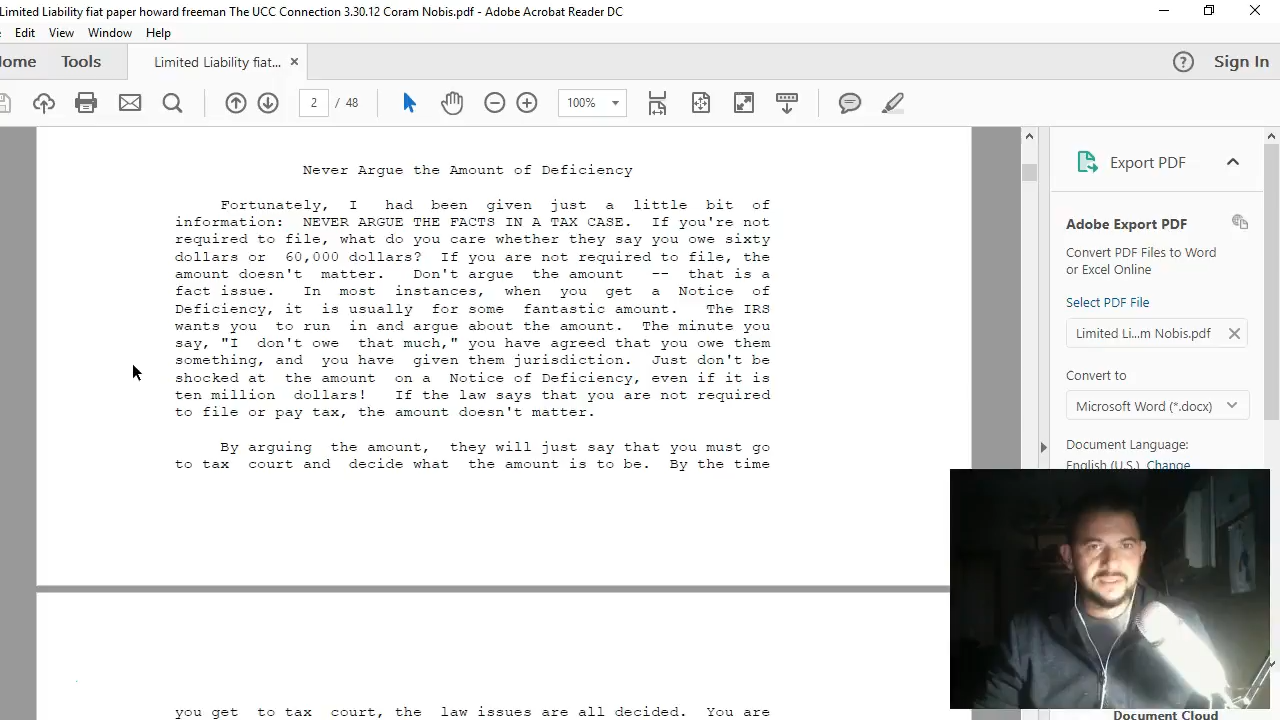 Limited Liability fiat paper howard freeman The UCC Connection 3.30.12 Coram Nobis.pdf - Adobe Acrobat Reader DC
Edit View Window Help
Tools Limited Liability fiat... Sign In
2 / 48 100%
Never Argue the Amount of Deficiency
Fortunately, I had been given just a little bit of
information: NEVER ARGUE THE FACTS IN A TAX CASE. If you're not
required to file, what do you care whether they say you owe sixty
dollars or 60,000 dollars? If you are not required to file, the
amount doesn't matter. Don't argue the amount -- that is a
fact issue. In most instances, when you get a Notice of
Deficiency, it is usually for some fantastic amount. The IRS
wants you to run in and argue about the amount. The minute you
say, "I don't owe that much," you have agreed that you owe them
something, and you have given them jurisdiction. Just don't be
shocked at the amount on a Notice of Deficiency, even if it is
ten million dollars! If the law says that you are not required
to file or pay tax, the amount doesn't matter.
By arguing the amount, they will just say that you must go
to tax court and decide what the amount is to be. By the time
you get to tax court, the law issues are all decided. You are
Export PDF
Adobe Export PDF
Convert PDF Files to Word
or Excel Online
Select PDF File
Limited Li...m Nobis.pdf
Convert to
Microsoft Word (*.docx)
Document Language:
English (U.S.) Change
Document Cloud